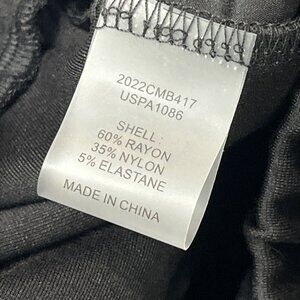 2022CMB417
USPA1086
SHELL:
60% RAYON
35% NYLON
5% ELASTANE
MADE IN CHINA